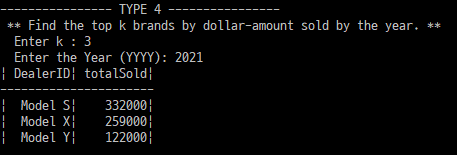 ---------------- TYPE 4 ----------------
** Find the top k brands by dollar-amount sold by the year. **
Enter k : 3
Enter the Year (YYYY): 2021
¦ DealerID¦ totalSold¦
----------------------
¦  Model S¦    332000¦
¦  Model X¦    259000¦
¦  Model Y¦    122000¦